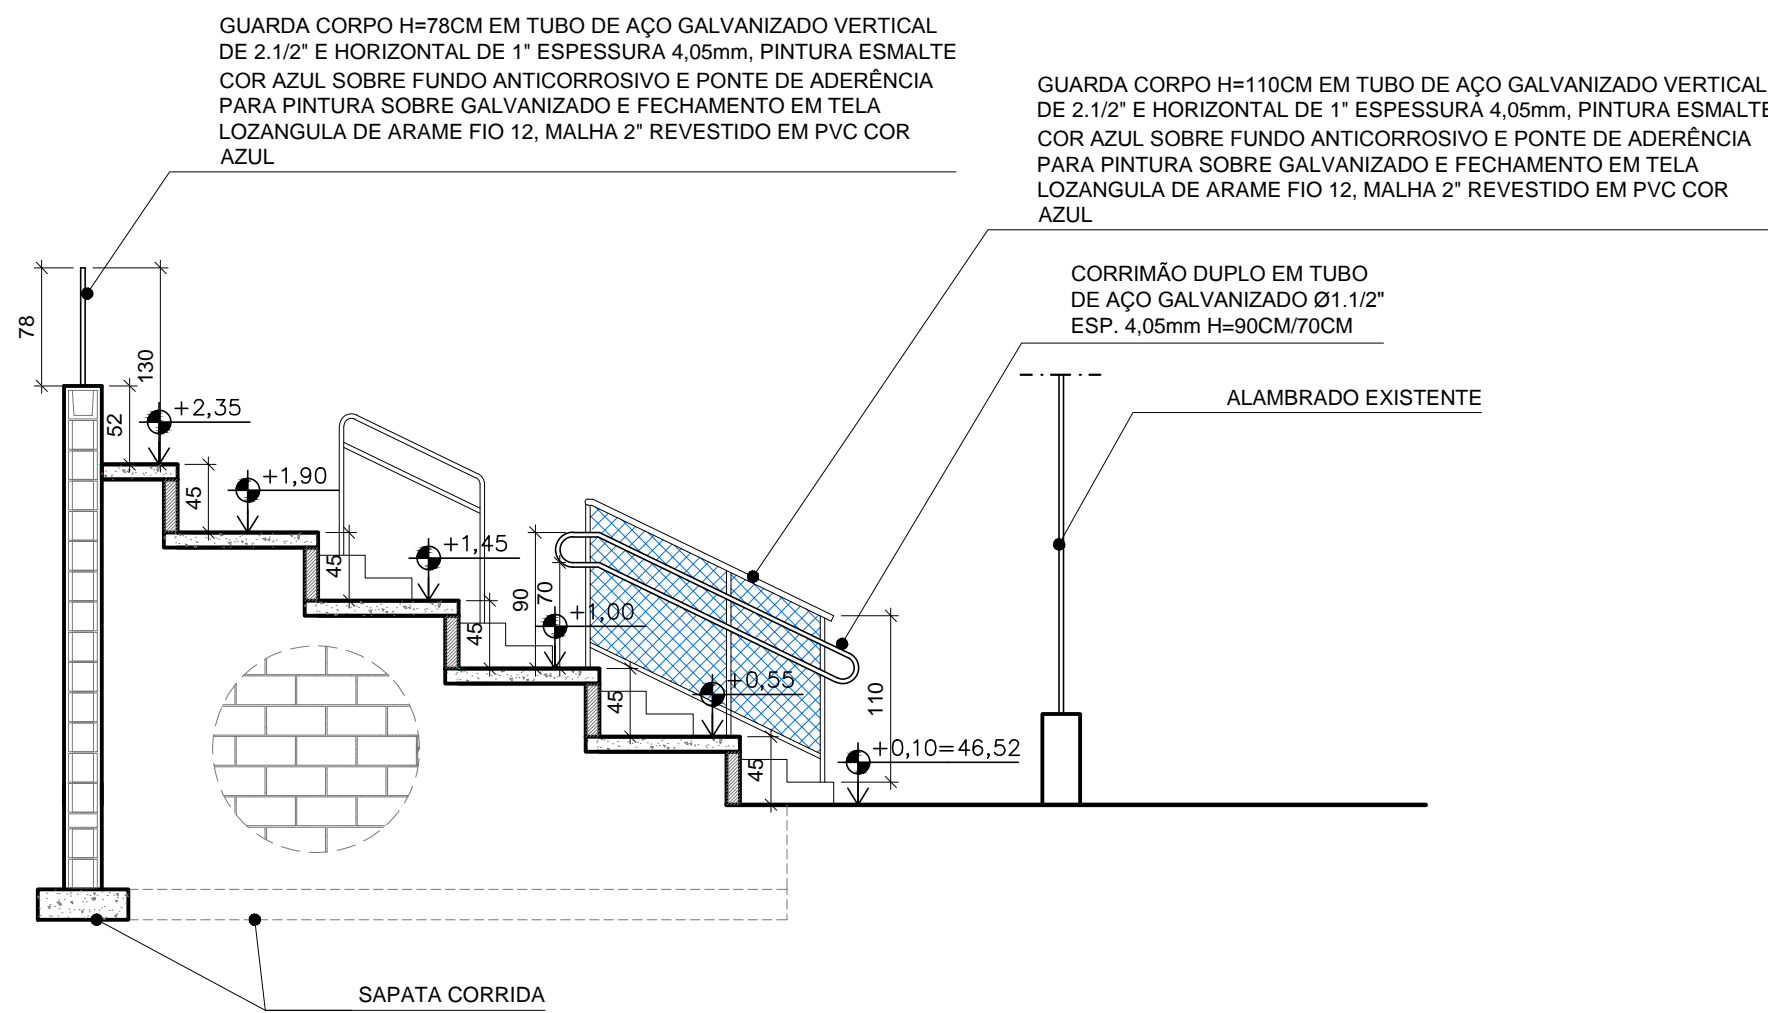 GUARDA CORPO H=78CM EM TUBO DE AÇO GALVANIZADO VERTICAL
DE 2.1/2" E HORIZONTAL DE 1" ESPESSURA 4,05mm, PINTURA ESMALTE
COR AZUL SOBRE FUNDO ANTICORROSIVO E PONTE DE ADERÊNCIA
PARA PINTURA SOBRE GALVANIZADO E FECHAMENTO EM TELA
LOZANGULA DE ARAME FIO 12, MALHA 2" REVESTIDO EM PVC COR
AZUL
GUARDA CORPO H=110CM EM TUBO DE AÇO GALVANIZADO VERTICAL
DE 2.1/2" E HORIZONTAL DE 1" ESPESSURA 4,05mm, PINTURA ESMALTE
COR AZUL SOBRE FUNDO ANTICORROSIVO E PONTE DE ADERÊNCIA
PARA PINTURA SOBRE GALVANIZADO E FECHAMENTO EM TELA
LOZANGULA DE ARAME FIO 12, MALHA 2" REVESTIDO EM PVC COR
AZUL
CORRIMÃO DUPLO EM TUBO
DE AÇO GALVANIZADO Ø1.1/2"
ESP. 4,05mm H=90CM/70CM
ALAMBRADO EXISTENTE
78
130
52
+2,35
45
+1,90
45
+1,45
45
90
70
+1,00
45
+0,55
45
110
+0,10=46,52
SAPATA CORRIDA